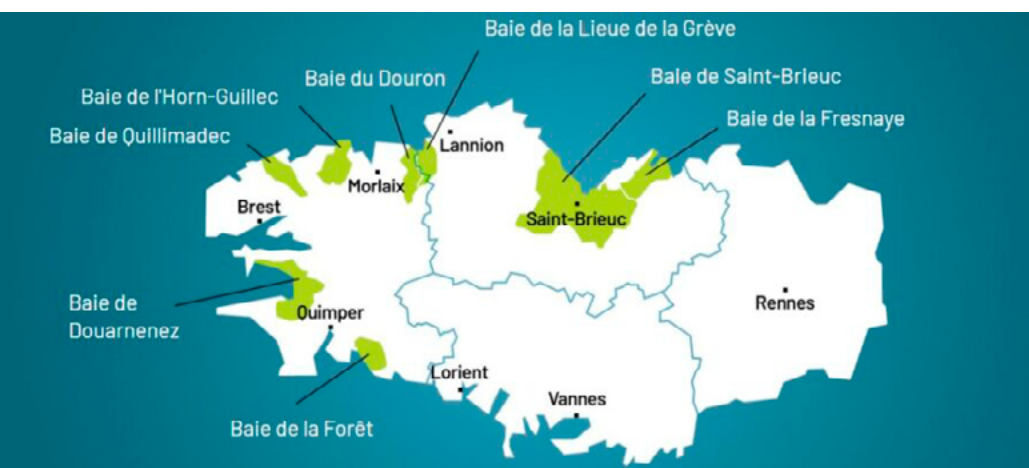 Baie de la Lieue de la Grève
Baie du Douron
Baie de Saint-Brieuc
Baie de l'Horn-Guillec
Baie de la Fresnaye
Baie de Quillimadec
Lannion
Morlaix
Brest
Saint-Brieuc
Baie de
Douarnenez
Quimper
Rennes
Lorient
Vannes
Baie de la Forêt